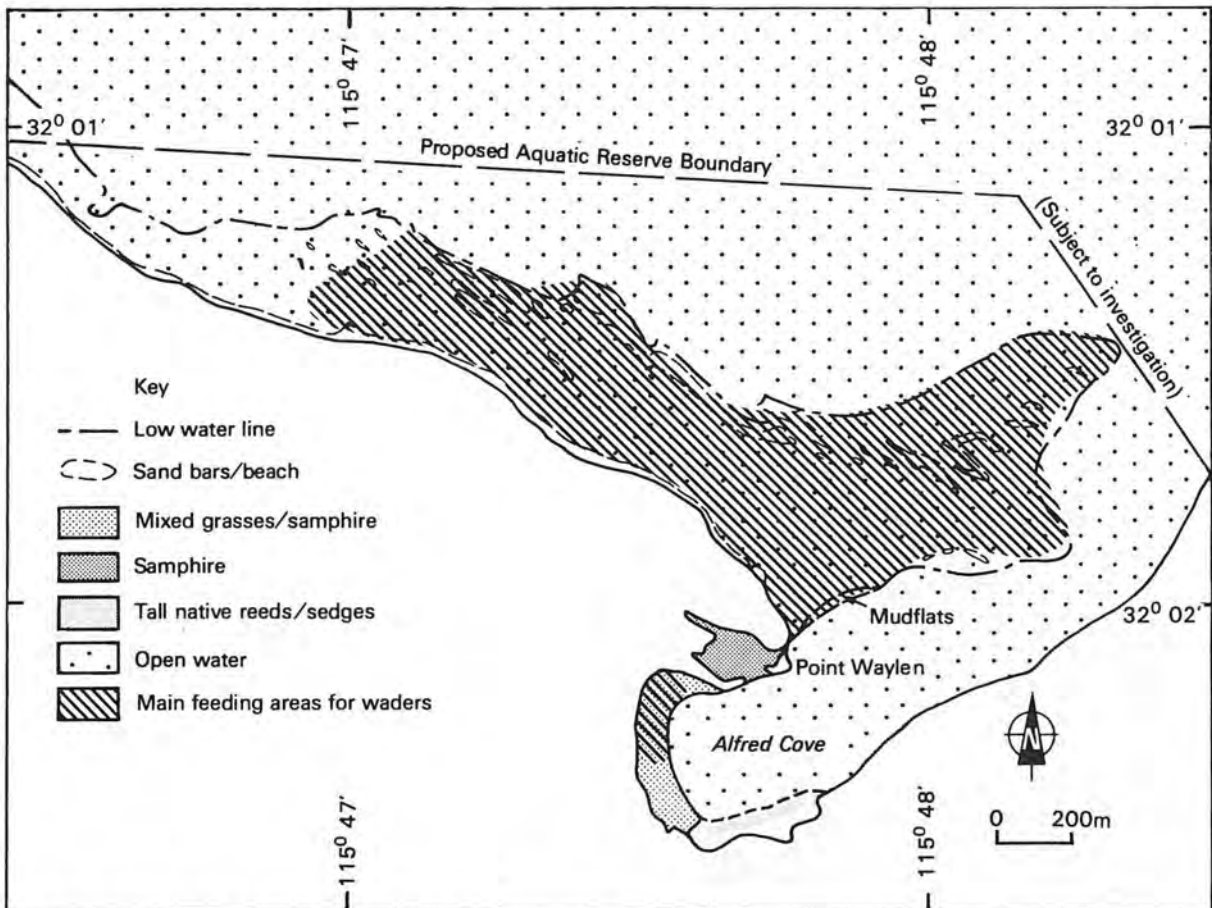 115° 47′
115° 48′
32° 01′
32° 01′
Proposed Aquatic Reserve Boundary
(Subject to investigation)
Key
Low water line
Sand bars/beach
Mixed grasses/samphire
Samphire
Tall native reeds/sedges
Open water
Main feeding areas for waders
Mudflats
32° 02′
Point Waylen
Alfred Cove
N
0 200m
115° 47′
115° 48′